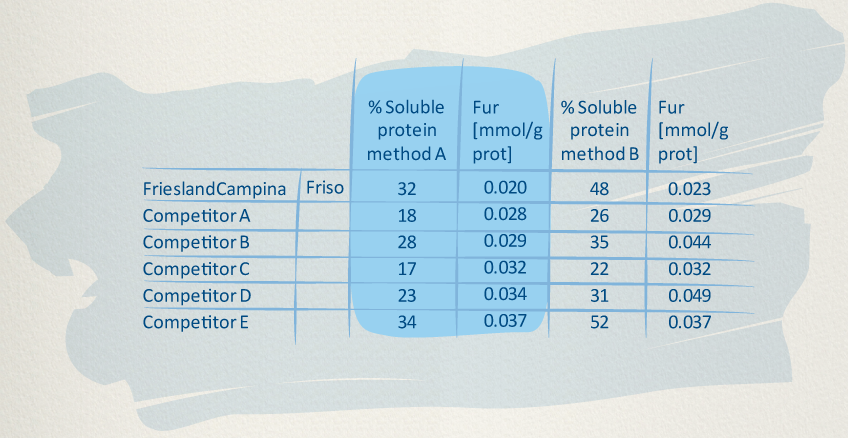 % Soluble protein method A Fur [mmol/g prot] % Soluble protein method B Fur [mmol/g prot]
FrieslandCampina Friso 32 0.020 48 0.023
Competitor A 18 0.028 26 0.029
Competitor B 28 0.029 35 0.044
Competitor C 17 0.032 22 0.032
Competitor D 23 0.034 31 0.049
Competitor E 34 0.037 52 0.037